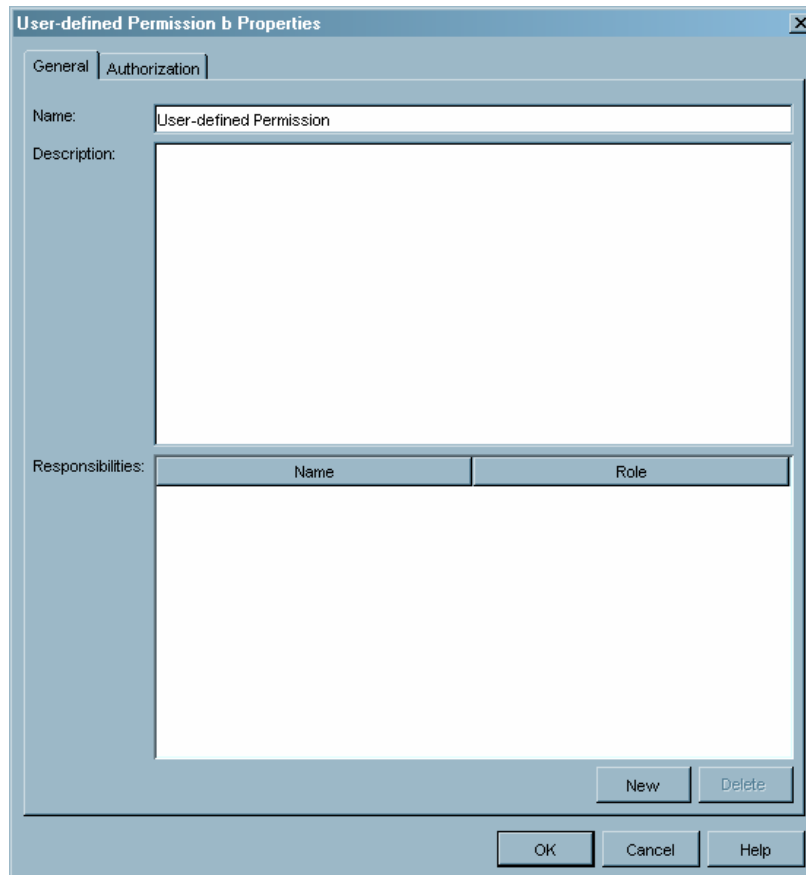 User-defined Permission b Properties
General Authorization
Name: User-defined Permission
Description:
Responsibilities: Name Role
New Delete
OK Cancel Help